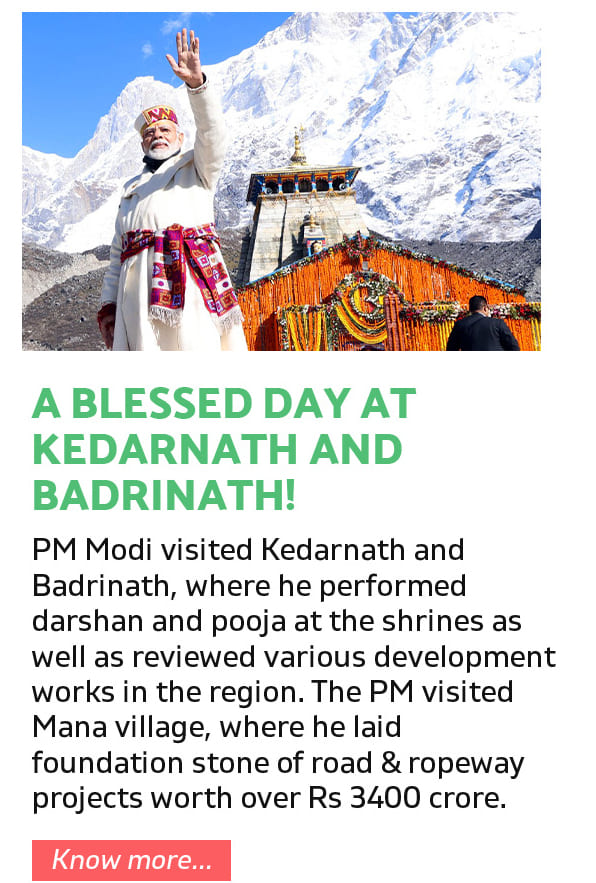 A BLESSED DAY AT
KEDARNATH AND
BADRINATH!
PM Modi visited Kedarnath and
Badrinath, where he performed
darshan and pooja at the shrines as
well as reviewed various development
works in the region. The PM visited
Mana village, where he laid
foundation stone of road & ropeway
projects worth over Rs 3400 crore.
Know more...